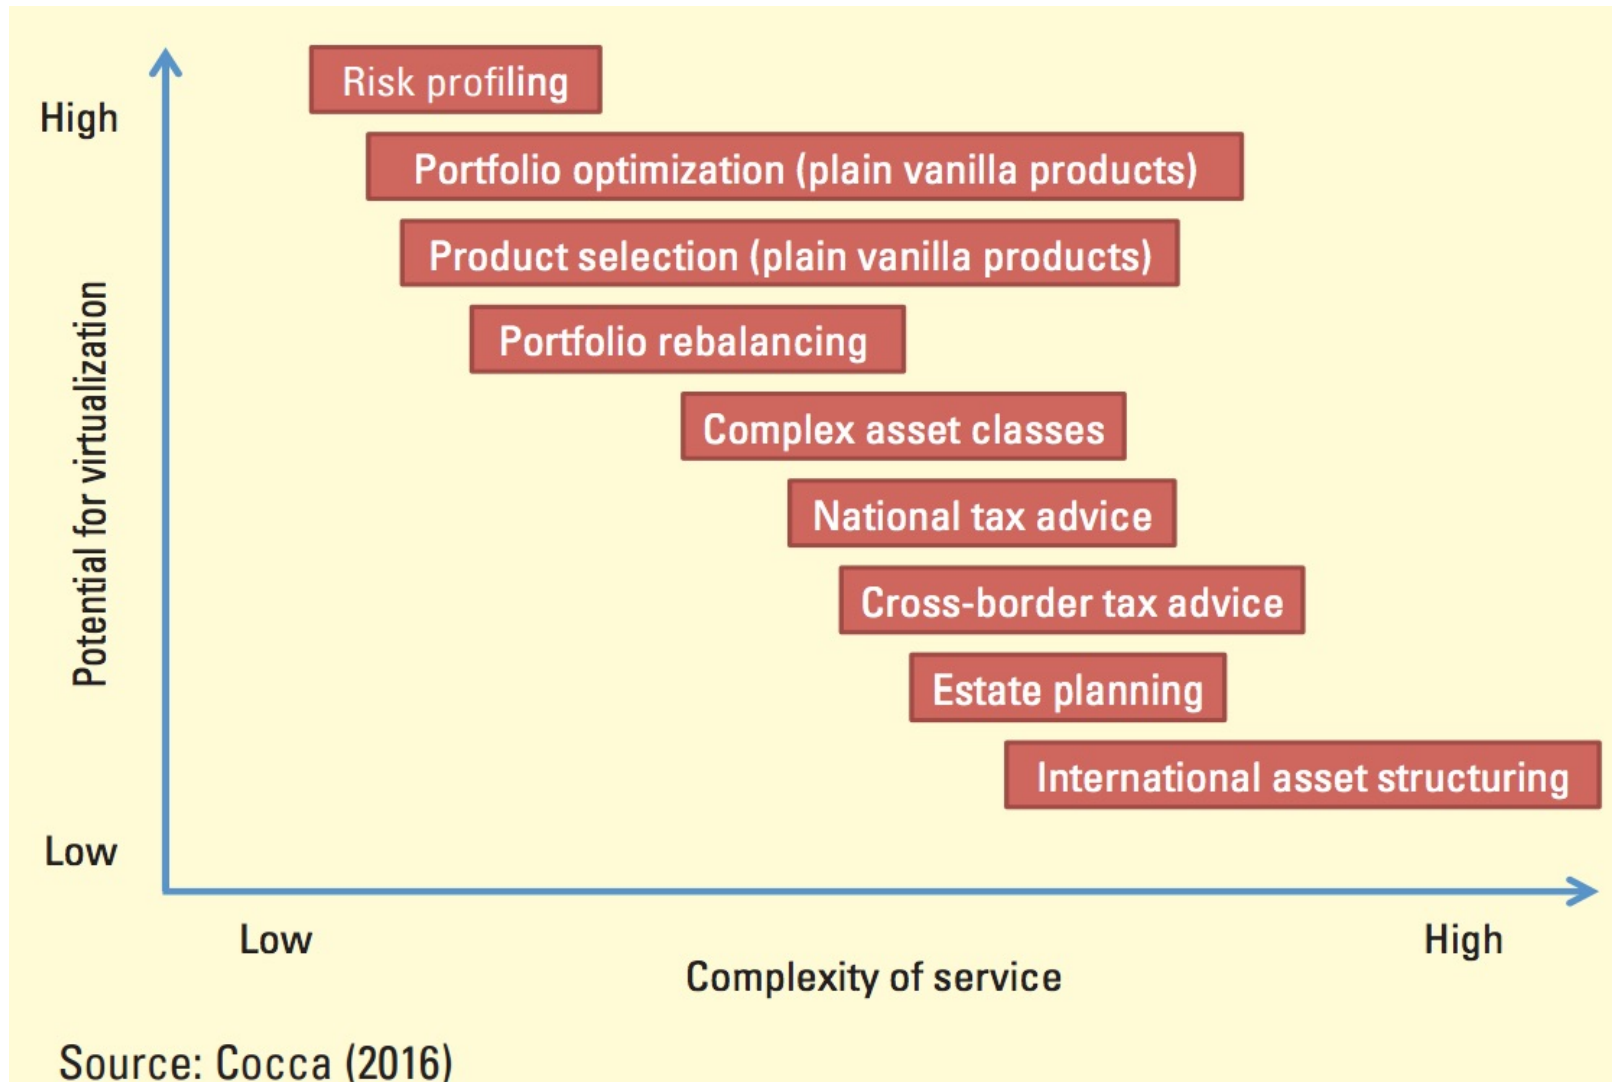 High
Risk profiling
Portfolio optimization (plain vanilla products)
Product selection (plain vanilla products)
Portfolio rebalancing
Complex asset classes
National tax advice
Cross-border tax advice
Estate planning
International asset structuring
Potential for virtualization
Low
Low
High
Complexity of service
Source: Cocca (2016)